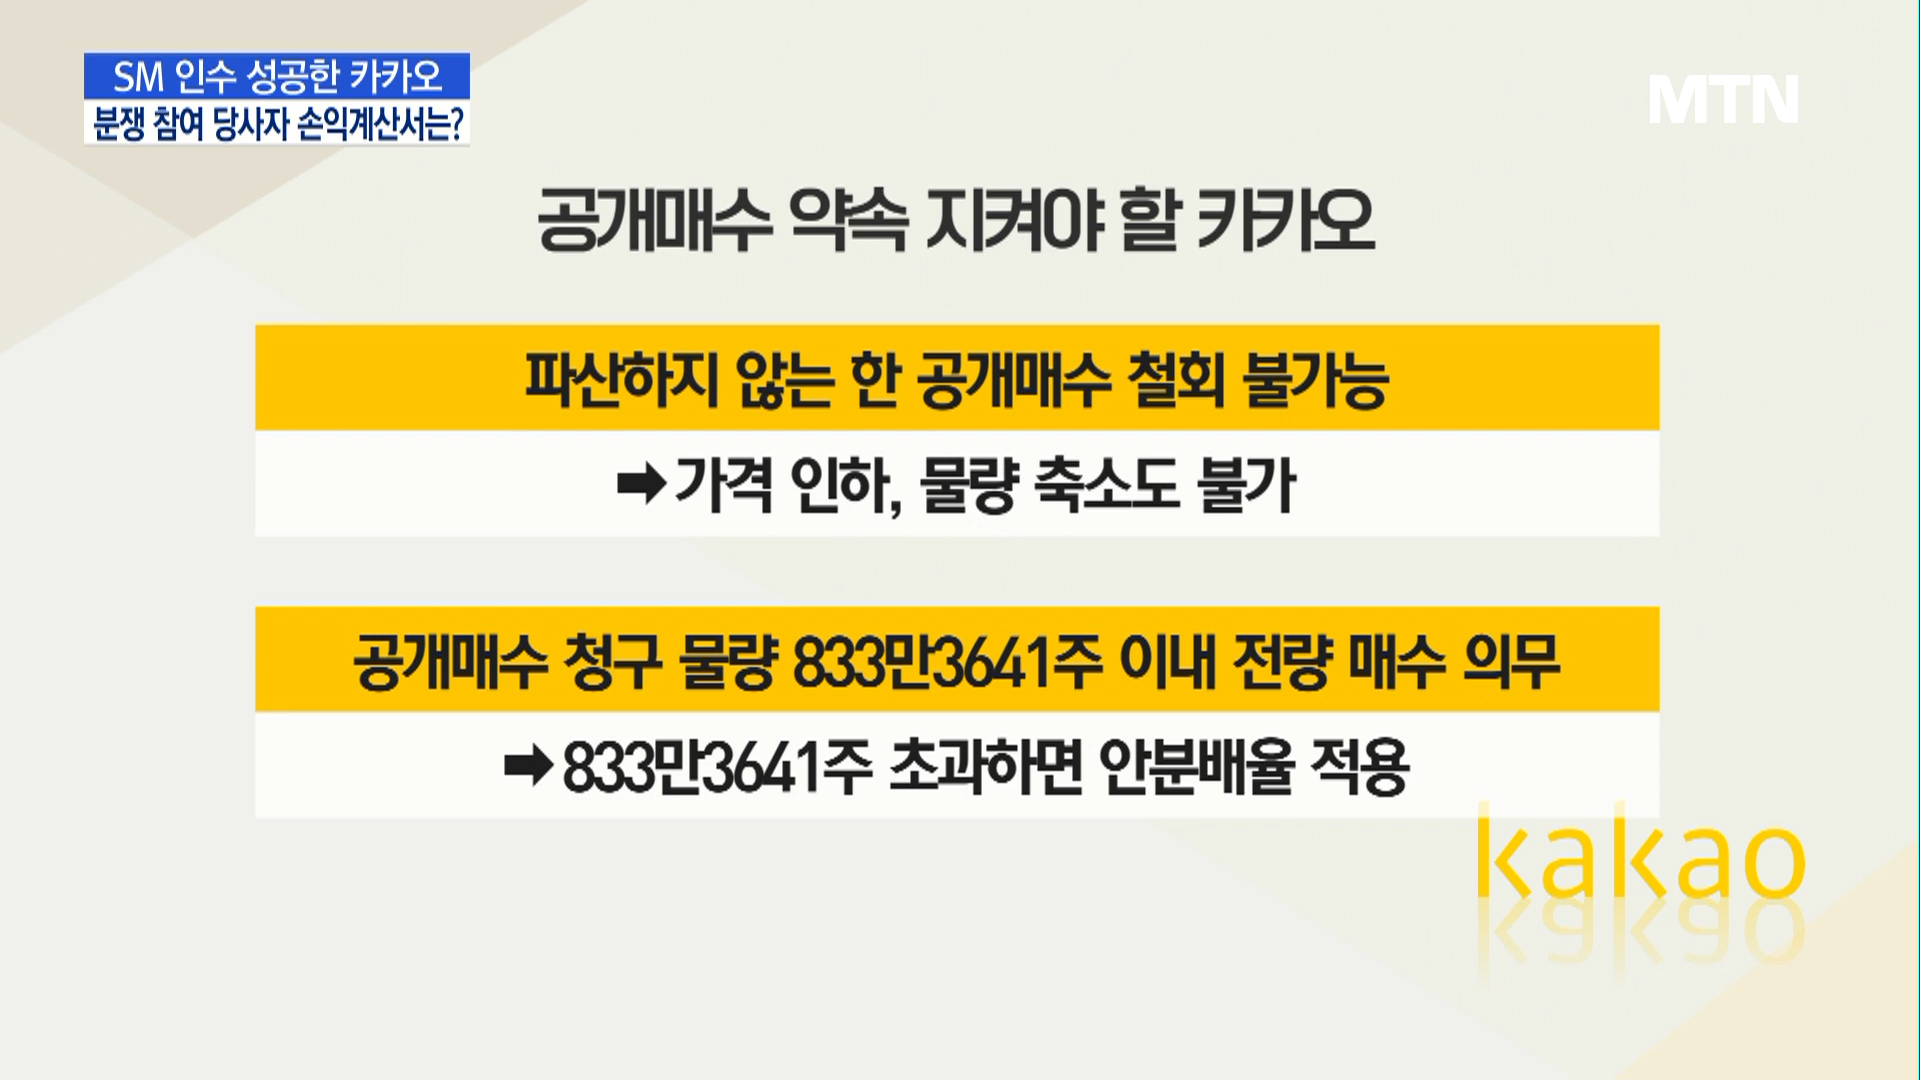 SM 인수 성공한 카카오
분쟁 참여 당사자 손익계산서는?
MTN
공개매수 약속 지켜야 할 카카오
파산하지 않는 한 공개매수 철회 불가능
➡가격 인하, 물량 축소도 불가
공개매수 청구 물량 833만3641주 이내 전량 매수 의무
➡833만3641주 초과하면 안분배율 적용
kakao